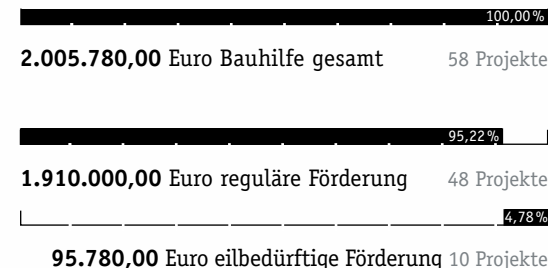 100,00 %
2.005.780,00 Euro Bauhilfe gesamt 58 Projekte
95,22 %
1.910.000,00 Euro reguläre Förderung 48 Projekte
4,78 %
95.780,00 Euro eilbedürftige Förderung 10 Projekte